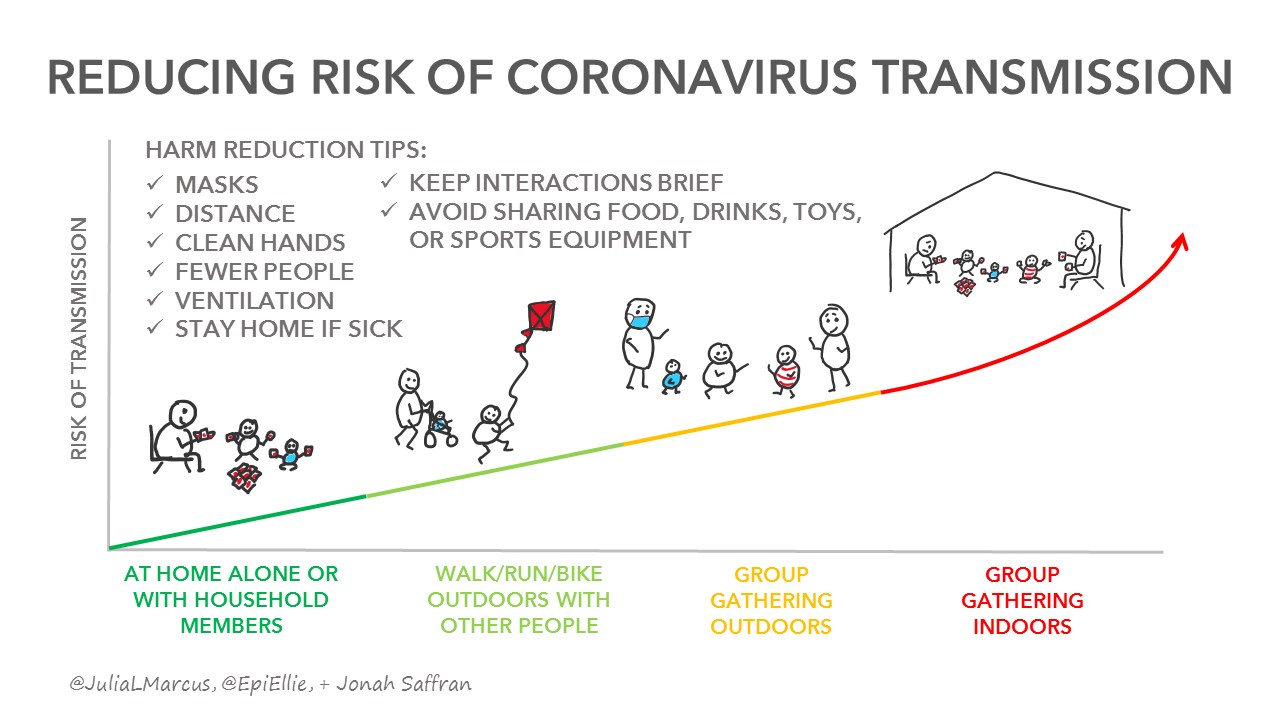 REDUCING RISK OF CORONAVIRUS TRANSMISSION
HARM REDUCTION TIPS:
✓ MASKS
✓ DISTANCE
✓ CLEAN HANDS
✓ FEWER PEOPLE
✓ VENTILATION
✓ STAY HOME IF SICK
✓ KEEP INTERACTIONS BRIEF
✓ AVOID SHARING FOOD, DRINKS, TOYS,
OR SPORTS EQUIPMENT
RISK OF TRANSMISSION
AT HOME ALONE OR
WITH HOUSEHOLD
MEMBERS
WALK/RUN/BIKE
OUTDOORS WITH
OTHER PEOPLE
GROUP
GATHERING
OUTDOORS
GROUP
GATHERING
INDOORS
@JuliaLMarcus, @EpiEllie, + Jonah Saffran